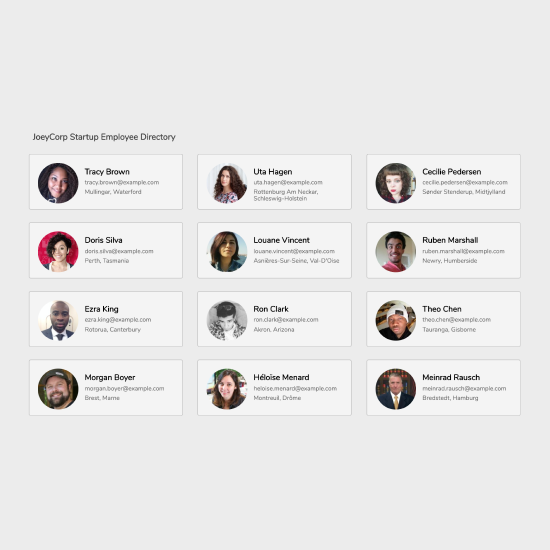 JoeyCorp Startup Employee Directory
Tracy Brown
tracy.brown@example.com
Mullingar, Waterford
Uta Hagen
uta.hagen@example.com
Rottenburg Am Neckar,
Schleswig-Holstein
Cecilie Pedersen
cecilie.pedersen@example.com
Sønder Stenderup, Midtjylland
Doris Silva
doris.silva@example.com
Perth, Tasmania
Louane Vincent
louane.vincent@example.com
Asnières-Sur-Seine, Val-D'Oise
Ruben Marshall
ruben.marshall@example.com
Newry, Humberside
Ezra King
ezra.king@example.com
Rotorua, Canterbury
Ron Clark
ron.clark@example.com
Akron, Arizona
Theo Chen
theo.chen@example.com
Tauranga, Gisborne
Morgan Boyer
morgan.boyer@example.com
Brest, Marne
Héloïse Menard
heloise.menard@example.com
Montreuil, Drôme
Meinrad Rausch
meinrad.rausch@example.com
Bredstedt, Hamburg